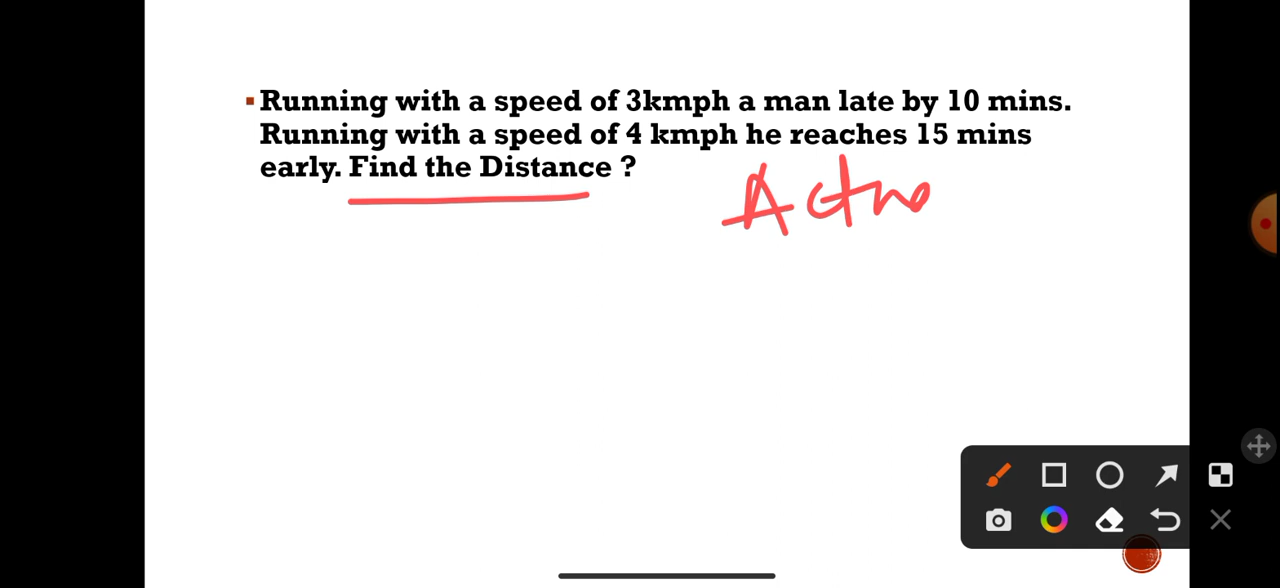 Running with a speed of 3kmph a man late by 10 mins.
Running with a speed of 4 kmph he reaches 15 mins
early. Find the Distance ?